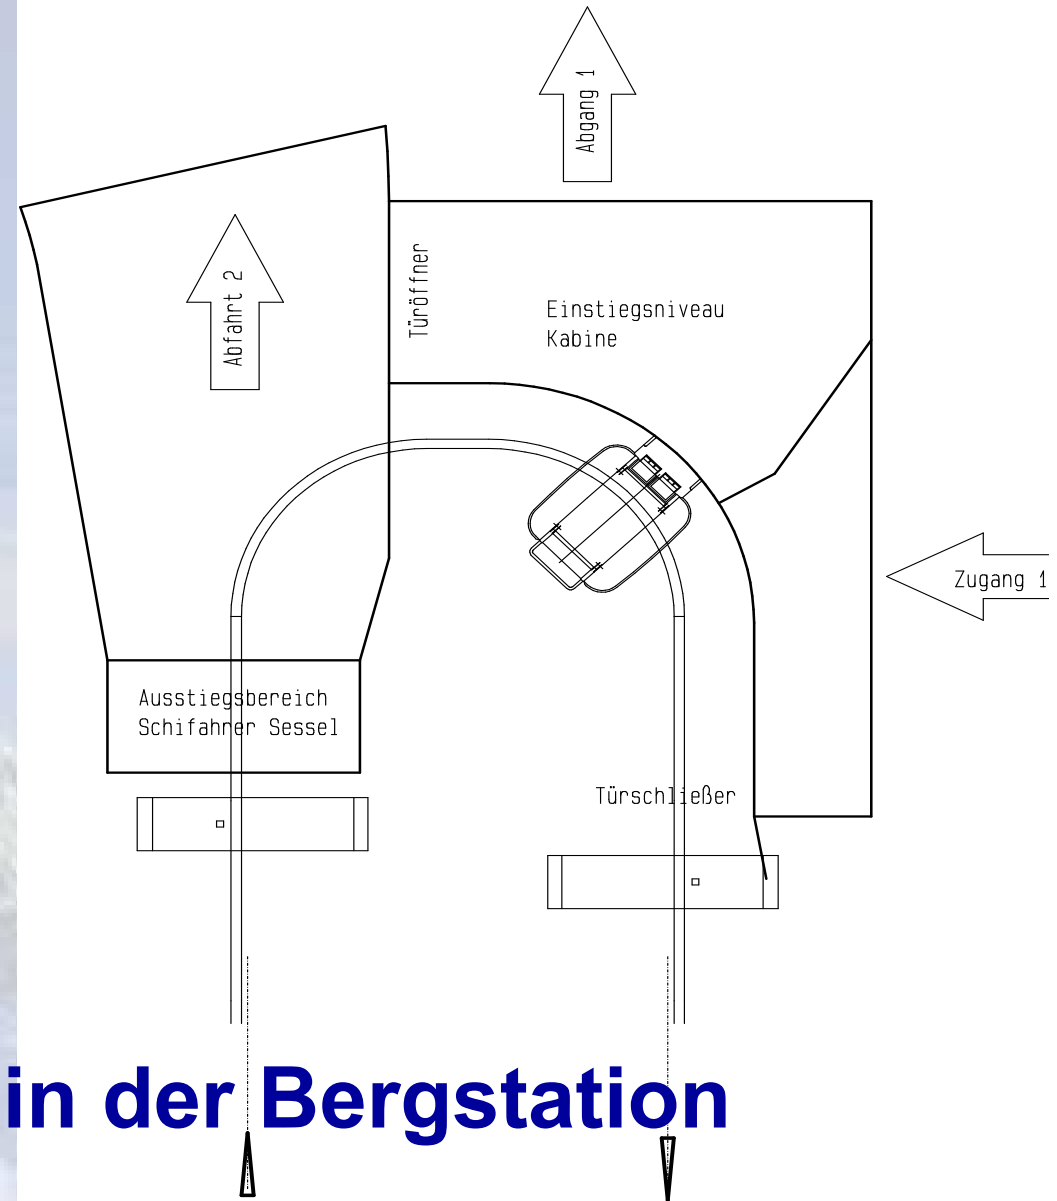 Abgang 1
Türöffner
Abfahrt 2
Einstiegsniveau
Kabine
Zugang 1
Ausstiegsbereich
Schifahrer Sessel
Türschließer
in der Bergstation